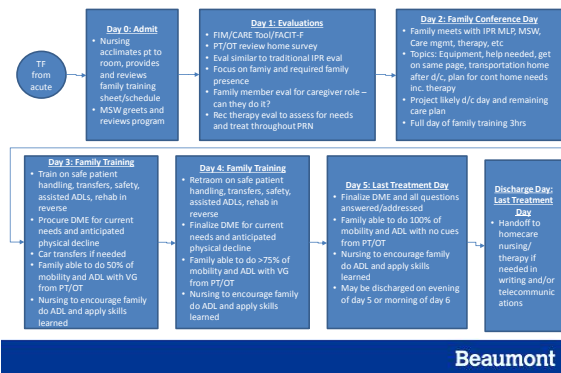 TF
from
acute
Day 0: Admit
• Nursing
acclimates pt to
room, provides
and reviews
family training
sheet/schedule
• MSW greets and
reviews program
Day 1: Evaluations
• FIM/CARE Tool/FACIT-F
• PT/OT review home survey
• Eval similar to traditional IPR eval
• Focus on famiy and required family
presence
• Family member eval for caregiver role –
can they do it?
• Rec therapy eval to assess for needs
and treat throughout PRN
Day 2: Family Conference Day
• Family meets with IPR MLP, MSW,
Care mgmt, therapy, etc
• Topics: Equipment, help needed, get
on same page, transportation home
after d/c, plan for cont home needs
inc. therapy
• Project likely d/c day and remaining
care plan
• Full day of family training 3hrs
Day 3: Family Training
• Train on safe patient
handling, transfers, safety,
assisted ADLs, rehab in
reverse
• Procure DME for current
needs and anticipated
physical decline
• Car transfers if needed
• Family able to do 50% of
mobility and ADL with VG
from PT/OT
• Nursing to encourage family
do ADL and apply skills
learned
Day 4: Family Training
• Retraom on safe patient
handling, transfers, safety,
assisted ADLs, rehab in
reverse
• Finalize DME for current
needs and anticipated
physical decline
• Family able to do >75% of
mobility and ADL with VG
from PT/OT
• Nursing to encourage family
do ADL and apply skills
learned
Day 5: Last Treatment Day
• Finalize DME and all questions
answered/addressed
• Family able to do 100% of
mobility and ADL with no cues
from PT/OT
• Nursing to encourage family
do ADL and apply skills
learned
• May be discharged on evening
of day 5 or morning of day 6
Discharge Day:
Last Treatment
Day
• Handoff to
homecare
nursing/
therapy if
needed in
writing and/or
telecommunic
ations
Beaumont